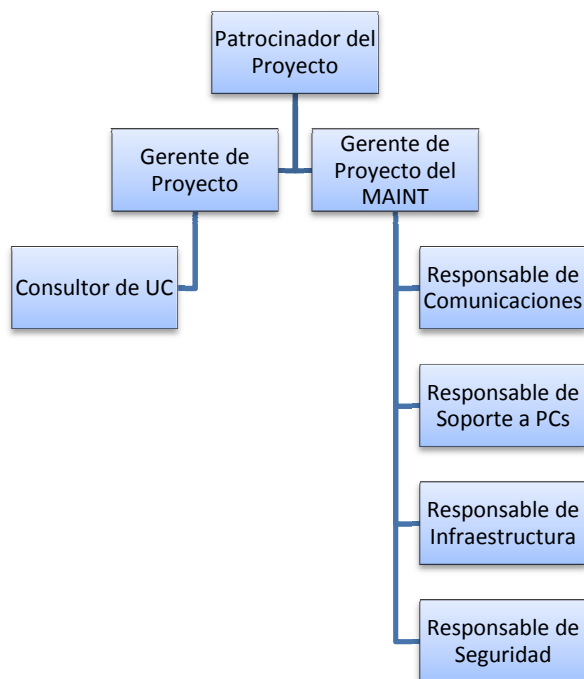 Patrocinador del
Proyecto
Gerente de
Proyecto
Gerente de
Proyecto del
MAINT
Consultor de UC
Responsable de
Comunicaciones
Responsable de
Soporte a PCs
Responsable de
Infraestructura
Responsable de
Seguridad